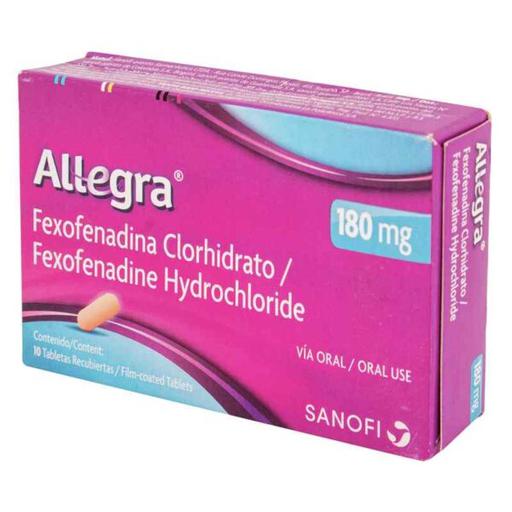 Allegra®
Fexofenadina Clorhidrato /
Fexofenadine Hydrochloride
180 mg
Contenido/Content:
10 Tabletas Recubiertas / Film-coated Tablets
VÍA ORAL / ORAL USE
SANOFI
Allegra®
Fexofenadina Clorhidrato /
Fexofenadine Hydrochloride
180 mg